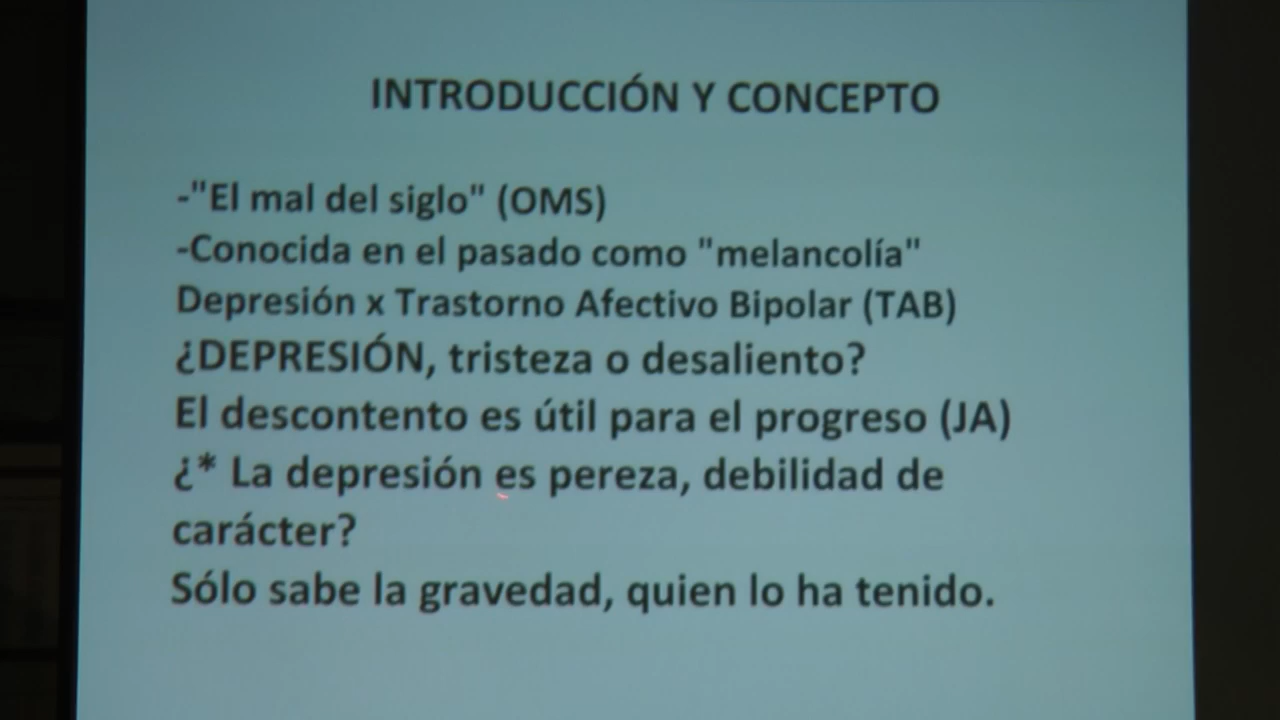 INTRODUCCIÓN Y CONCEPTO
-"El mal del siglo" (OMS)
-Conocida en el pasado como "melancolía"
Depresión x Trastorno Afectivo Bipolar (TAB)
¿DEPRESIÓN, tristeza o desaliento?
El descontento es útil para el progreso (JA)
¿* La depresión es pereza, debilidad de
carácter?
Sólo sabe la gravedad, quien lo ha tenido.